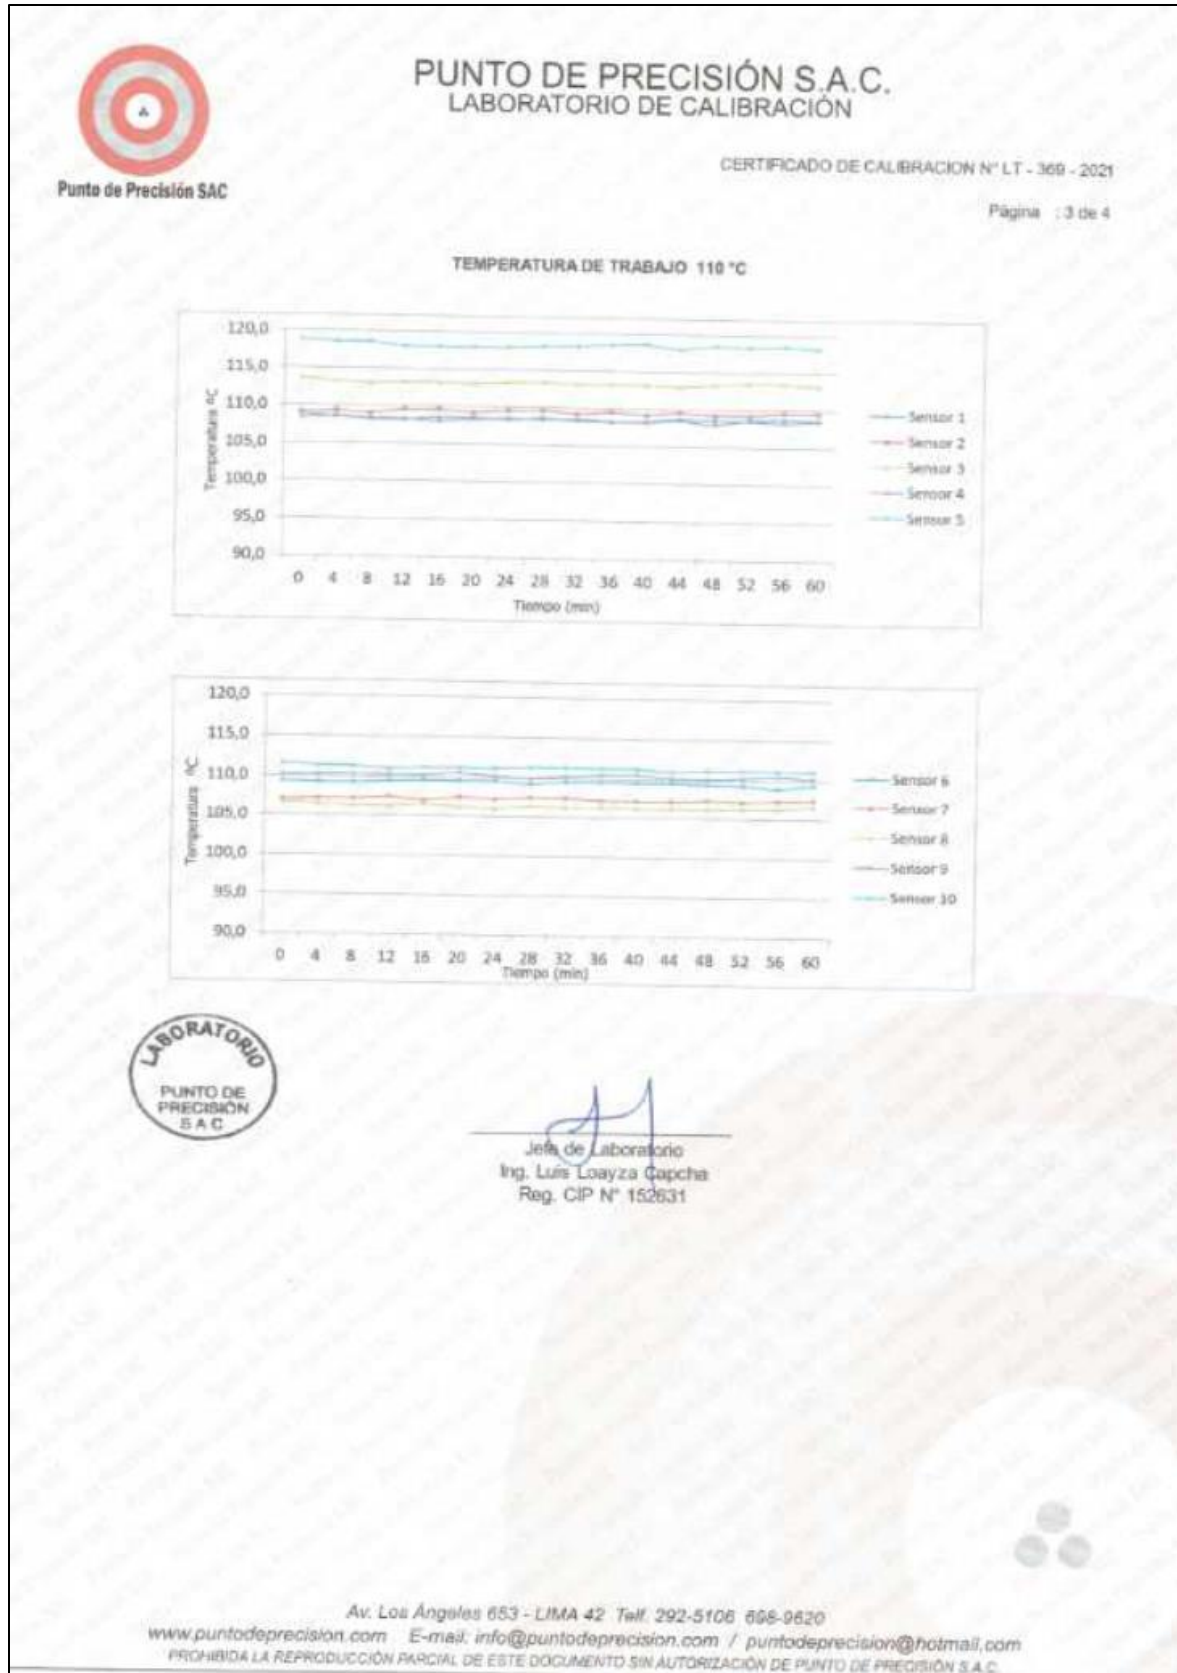 PUNTO DE PRECISIÓN S.A.C.
LABORATORIO DE CALIBRACIÓN
Punto de Precisión SAC
CERTIFICADO DE CALIBRACION N° LT - 369 - 2021
Página : 3 de 4
TEMPERATURA DE TRABAJO 110 °C
120,0
115,0
110,0
105,0
100,0
95,0
90,0
Temperatura ºC
0 4 8 12 16 20 24 28 32 36 40 44 48 52 56 60
Tiempo (min)
Sensor 1
Sensor 2
Sensor 3
Sensor 4
Sensor 5
120,0
115,0
110,0
105,0
100,0
95,0
90,0
Temperatura ºC
0 4 8 12 16 20 24 28 32 36 40 44 48 52 56 60
Tiempo (min)
Sensor 6
Sensor 7
Sensor 8
Sensor 9
Sensor 10
LABORATORIO
PUNTO DE
PRECISIÓN
S A C
Jefe de Laboratorio
Ing. Luis Loayza Capcha
Reg. CIP N° 152631
Av. Los Ángeles 653 - LIMA 42 Telf. 292-5106 698-9620
www.puntodeprecision.com E-mail: info@puntodeprecision.com / puntodeprecision@hotmail.com
PROHIBIDA LA REPRODUCCIÓN PARCIAL DE ESTE DOCUMENTO SIN AUTORIZACIÓN DE PUNTO DE PRECISIÓN S.A.C.